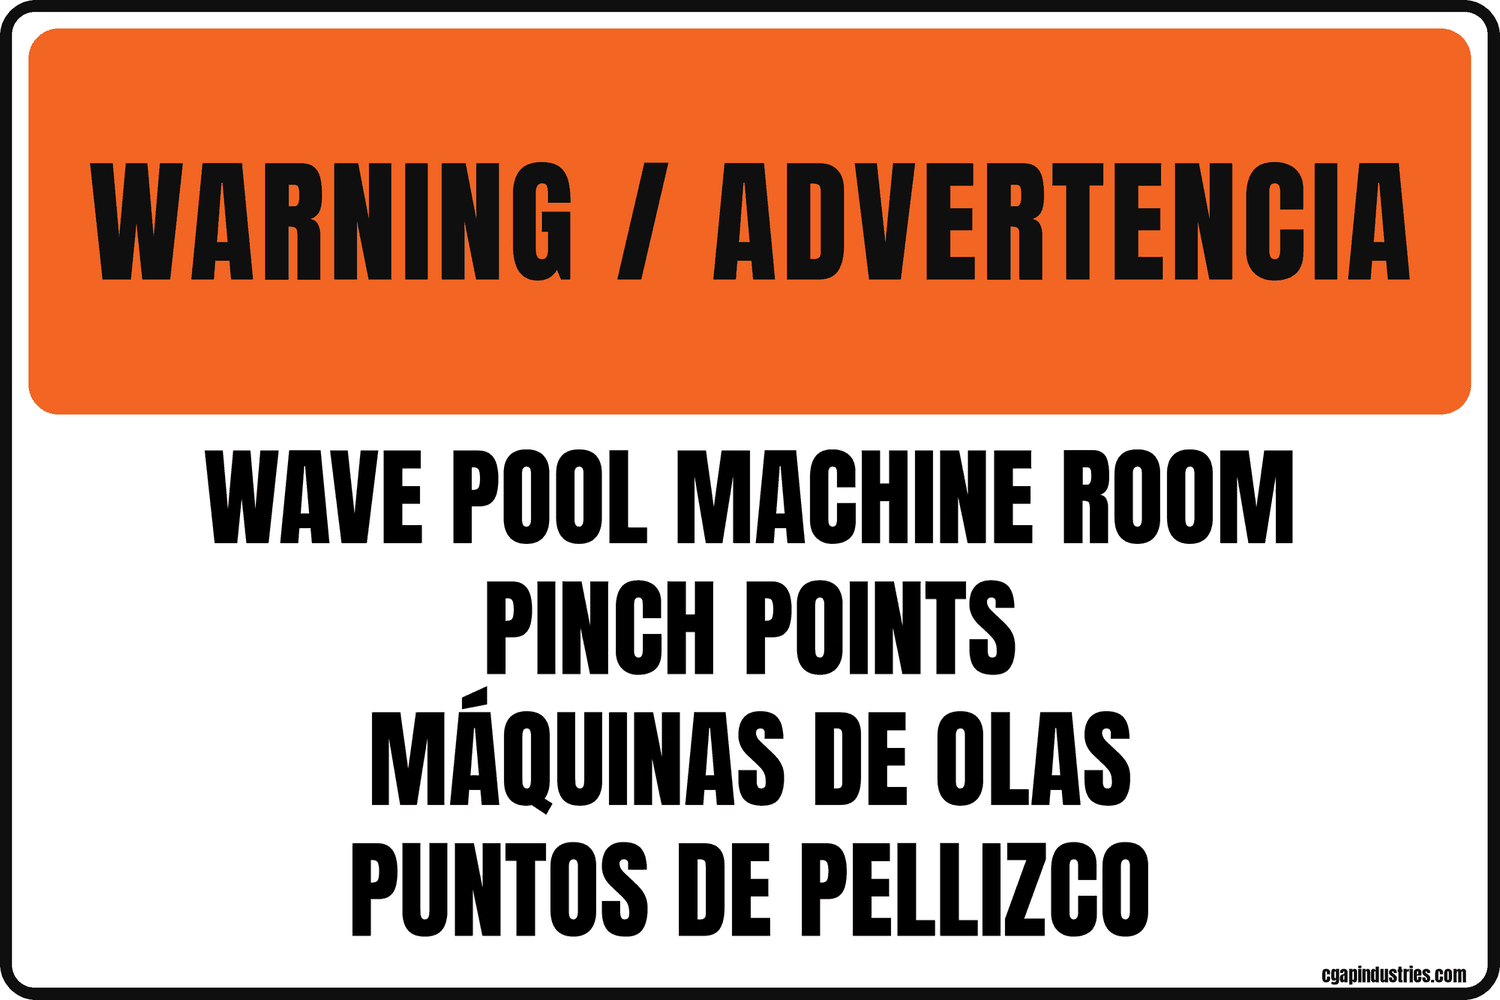 WARNING / ADVERTENCIA
WAVE POOL MACHINE ROOM
PINCH POINTS
MÁQUINAS DE OLAS
PUNTOS DE PELLIZCO
cgapindustries.com